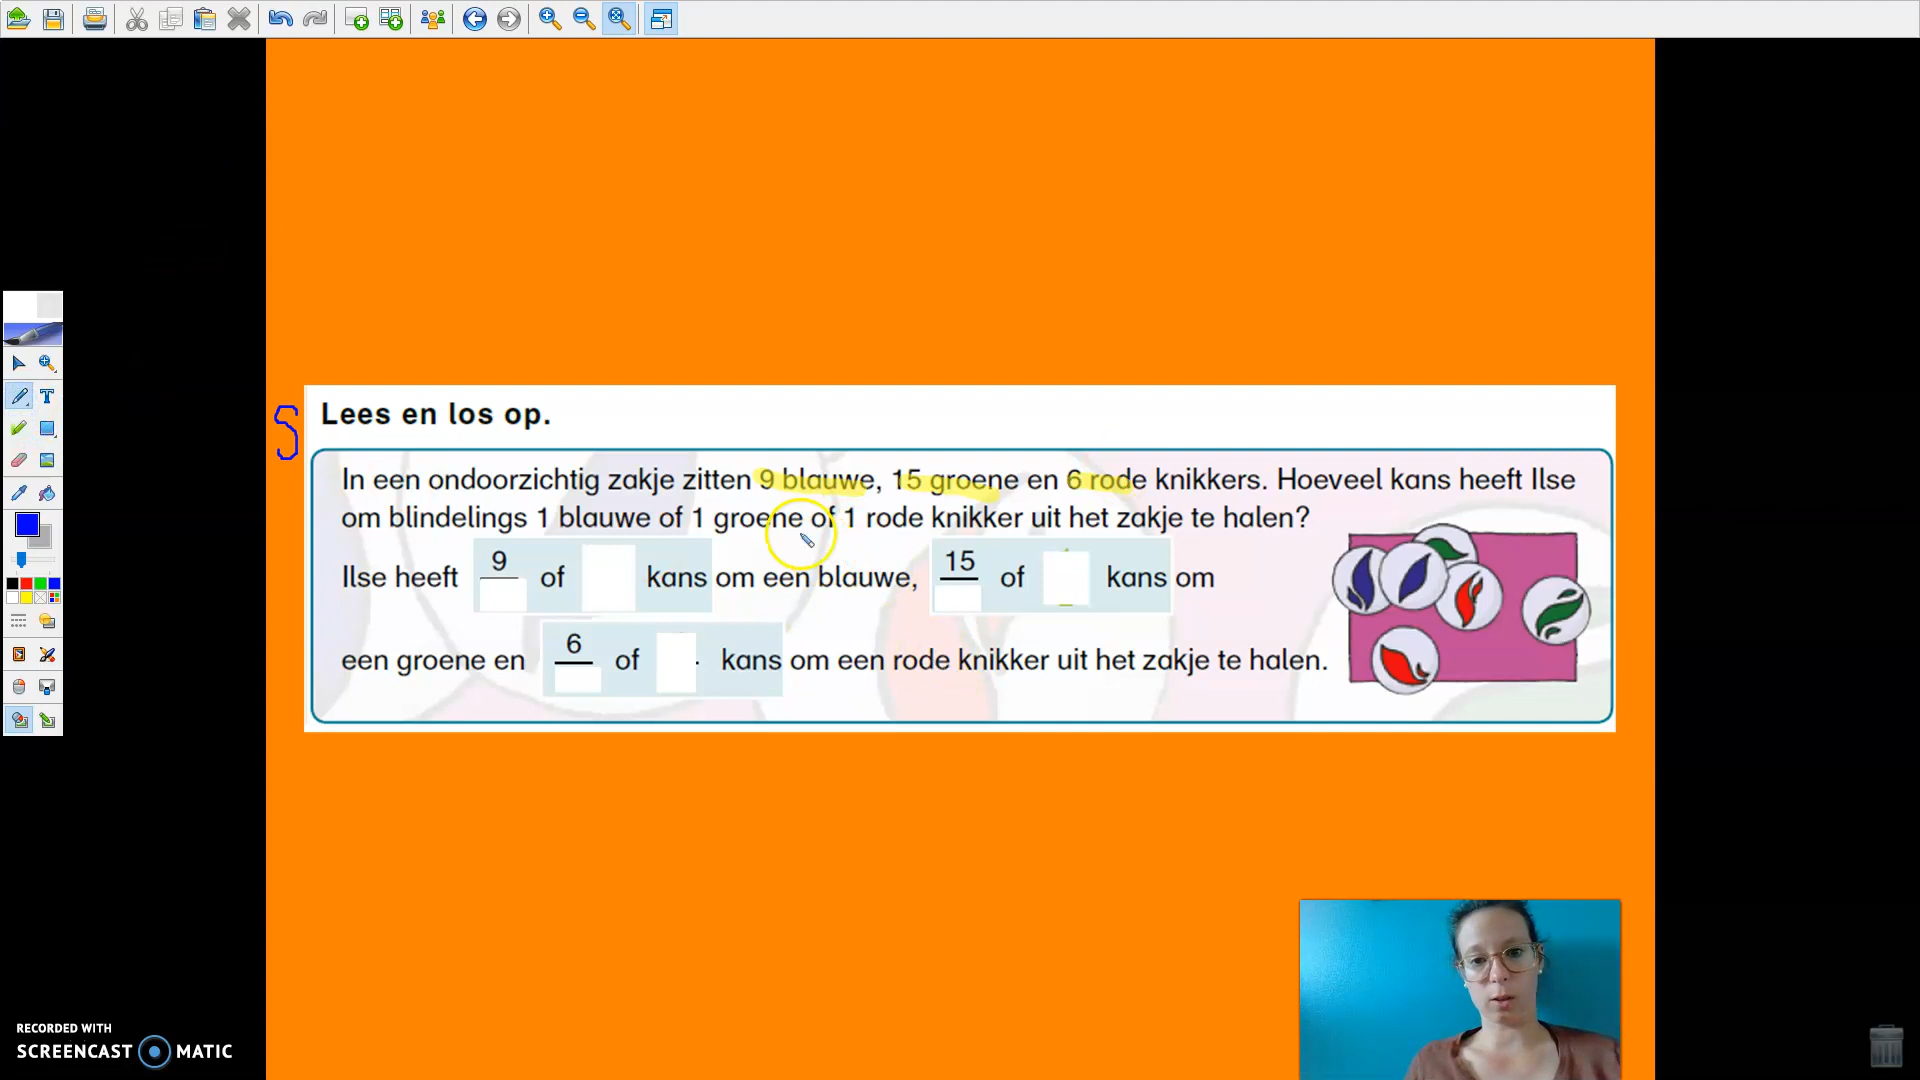 S
Lees en los op.
In een ondoorzichtig zakje zitten 9 blauwe, 15 groene en 6 rode knikkers. Hoeveel kans heeft Ilse
om blindelings 1 blauwe of 1 groene of 1 rode knikker uit het zakje te halen?
Ilse heeft 9 of kans om een blauwe, 15 of kans om
een groene en 6 of kans om een rode knikker uit het zakje te halen.
RECORDED WITH
SCREENCAST MATIC